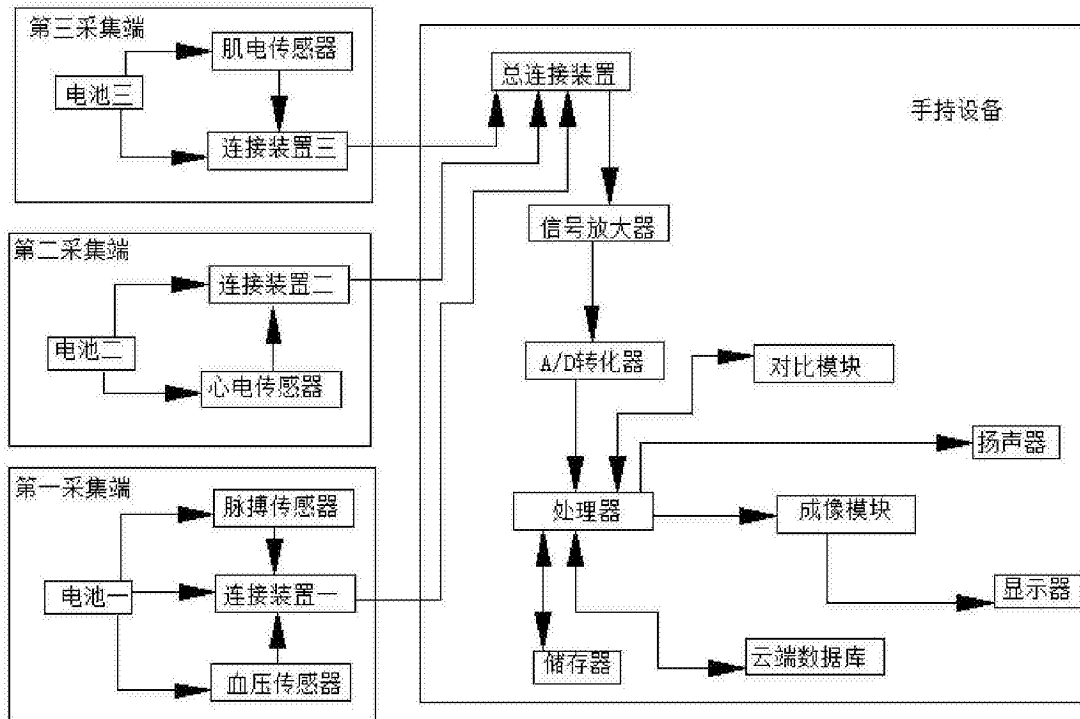 第三采集端
肌电传感器
电池三
连接装置三
第二采集端
连接装置二
电池二
心电传感器
第一采集端
脉搏传感器
电池一
连接装置一
血压传感器
手持设备
总连接装置
信号放大器
A/D转化器
对比模块
扬声器
处理器
成像模块
显示器
储存器
云端数据库